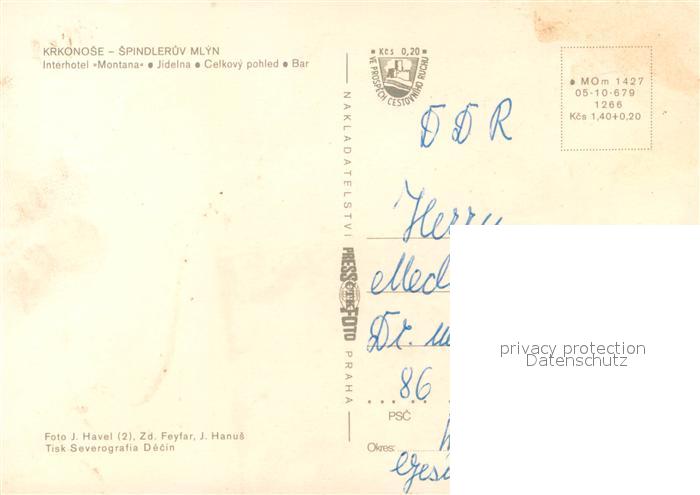 KRKONOŠE – ŠPINDLERŮV MLÝN
Interhotel »Montana« ● Jídelna ● Celkový pohled ● Bar
Foto J. Havel (2), Zd. Feyfar, J. Hanuš
Tisk Severografia Děčín
NAKLADATELSTVÍ
PRESSFOTO
ČTK
PRAHA
Kčs 0,20
VE PROSPĚCH CESTOVNÍHO RUCHU
● MOm 1427
05-10-679
1266
Kčs 1,40+0,20
DDR
Herrn
Med
Dr. 
86
PSČ
Okres:
privacy protection
Datenschutz